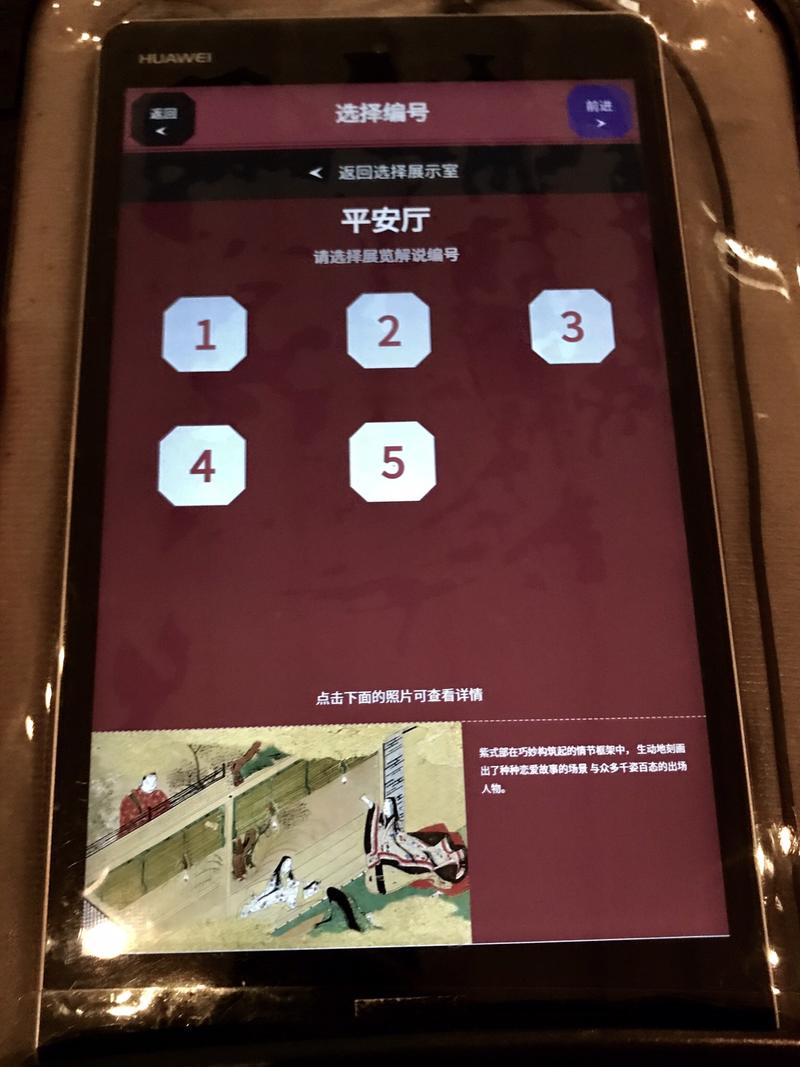 HUAWEI
返回
<
选择编号
前进
>
< 返回选择展示室
平安厅
请选择展览解说编号
1 2 3
4 5
点击下面的照片可查看详情
紫式部在巧妙构筑起的情节框架中， 生动地刻画
出了种种恋爱故事的场景 与众多千姿百态的出场
人物。